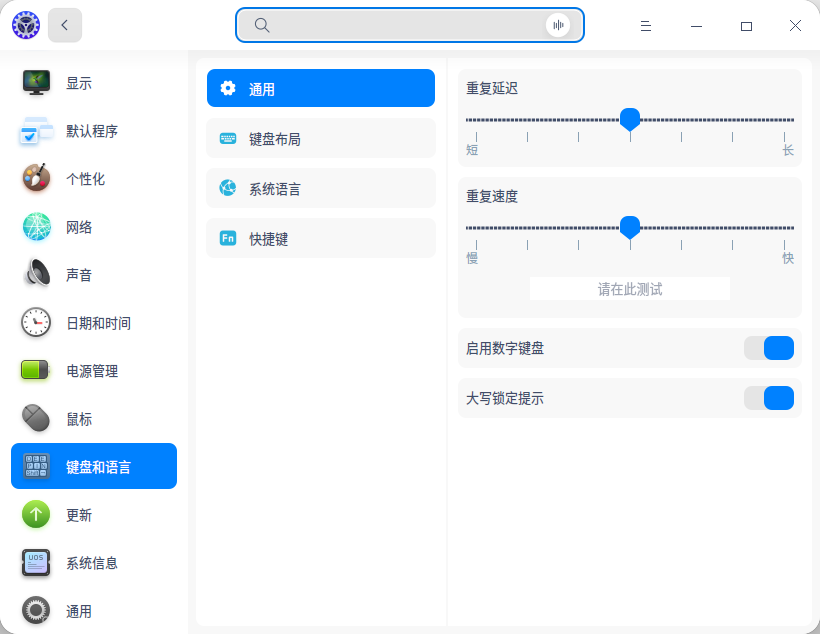 显示
默认程序
个性化
网络
声音
日期和时间
电源管理
鼠标
键盘和语言
更新
UOS
系统信息
通用
通用
键盘布局
系统语言
Fn
快捷键
重复延迟
短
长
重复速度
慢
快
请在此测试
启用数字键盘
大写锁定提示